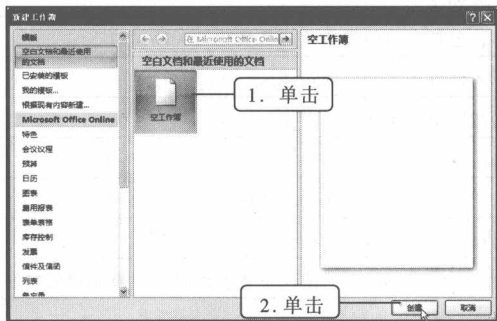 新建工作簿
模板
空白文档和最近使用
的文档
已安装的模板
我的模板...
根据现有内容新建...
Microsoft Office Online
特色
会议议程
预算
日历
图表
费用报表
表单表格
库存控制
发票
信件及信函
列表
备忘录
在 Microsoft Office Online
空白文档和最近使用的文档
空工作簿
1. 单击
空工作簿
2. 单击
创建
取消